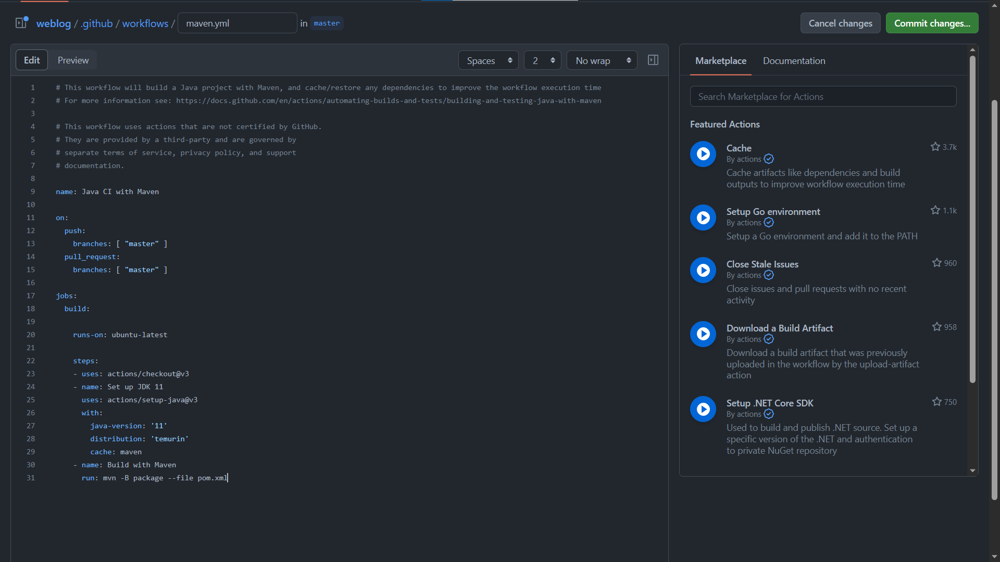 weblog / .github / workflows / maven.yml in master
Cancel changes Commit changes...
Edit Preview Spaces 2 No wrap
1 # This workflow will build a Java project with Maven, and cache/restore any dependencies to improve the workflow execution time
2 # For more information see: https://docs.github.com/en/actions/automating-builds-and-tests/building-and-testing-java-with-maven
3
4 # This workflow uses actions that are not certified by GitHub.
5 # They are provided by a third-party and are governed by
6 # separate terms of service, privacy policy, and support
7 # documentation.
8
9 name: Java CI with Maven
10
11 on:
12   push:
13     branches: [ "master" ]
14   pull_request:
15     branches: [ "master" ]
16
17 jobs:
18   build:
19
20     runs-on: ubuntu-latest
21
22     steps:
23     - uses: actions/checkout@v3
24     - name: Set up JDK 11
25       uses: actions/setup-java@v3
26       with:
27         java-version: '11'
28         distribution: 'temurin'
29         cache: maven
30     - name: Build with Maven
31       run: mvn -B package --file pom.xml
Marketplace Documentation
Search Marketplace for Actions
Featured Actions
Cache 3.7k
By actions
Cache artifacts like dependencies and build
outputs to improve workflow execution time
Setup Go environment 1.1k
By actions
Setup a Go environment and add it to the PATH
Close Stale Issues 960
By actions
Close issues and pull requests with no recent
activity
Download a Build Artifact 958
By actions
Download a build artifact that was previously
uploaded in the workflow by the upload-artifact
action
Setup .NET Core SDK 750
By actions
Used to build and publish .NET source. Set up a
specific version of the .NET and authentication
to private NuGet repository